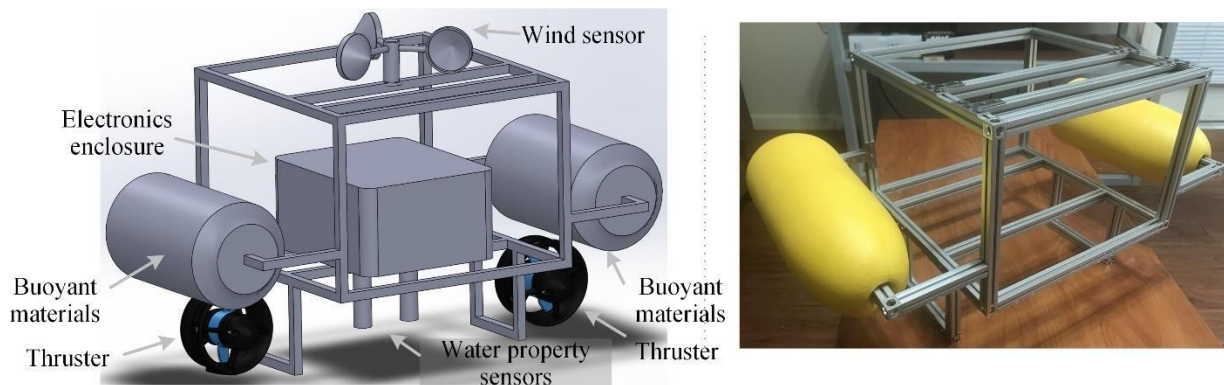 Wind sensor
Electronics
enclosure
Buoyant
materials
Thruster
Water property
sensors
Buoyant
materials
Thruster